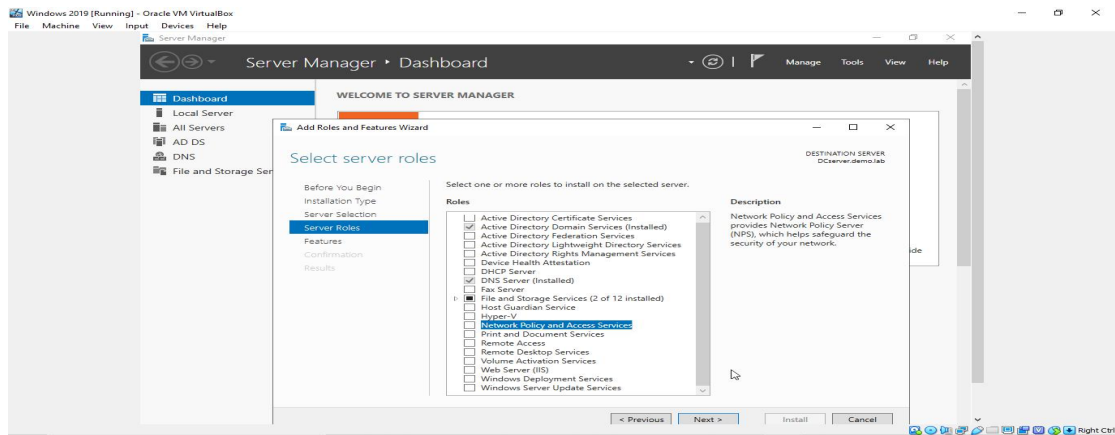 Windows 2019 [Running] - Oracle VM VirtualBox
File Machine View Input Devices Help
Server Manager
Server Manager • Dashboard
Manage Tools View Help
Dashboard
Local Server
All Servers
AD DS
DNS
File and Storage Ser
WELCOME TO SERVER MANAGER
Add Roles and Features Wizard
Select server roles
DESTINATION SERVER
DCserver.demo.lab
Before You Begin
Installation Type
Server Selection
Server Roles
Features
Confirmation
Results
Select one or more roles to install on the selected server.
Roles
Active Directory Certificate Services
Active Directory Domain Services (Installed)
Active Directory Federation Services
Active Directory Lightweight Directory Services
Active Directory Rights Management Services
Device Health Attestation
DHCP Server
DNS Server (Installed)
Fax Server
File and Storage Services (2 of 12 installed)
Host Guardian Service
Hyper-V
Network Policy and Access Services
Print and Document Services
Remote Access
Remote Desktop Services
Volume Activation Services
Web Server (IIS)
Windows Deployment Services
Windows Server Update Services
Description
Network Policy and Access Services
provides Network Policy Server
(NPS), which helps safeguard the
security of your network.
ide
< Previous Next > Install Cancel
Right Ctrl